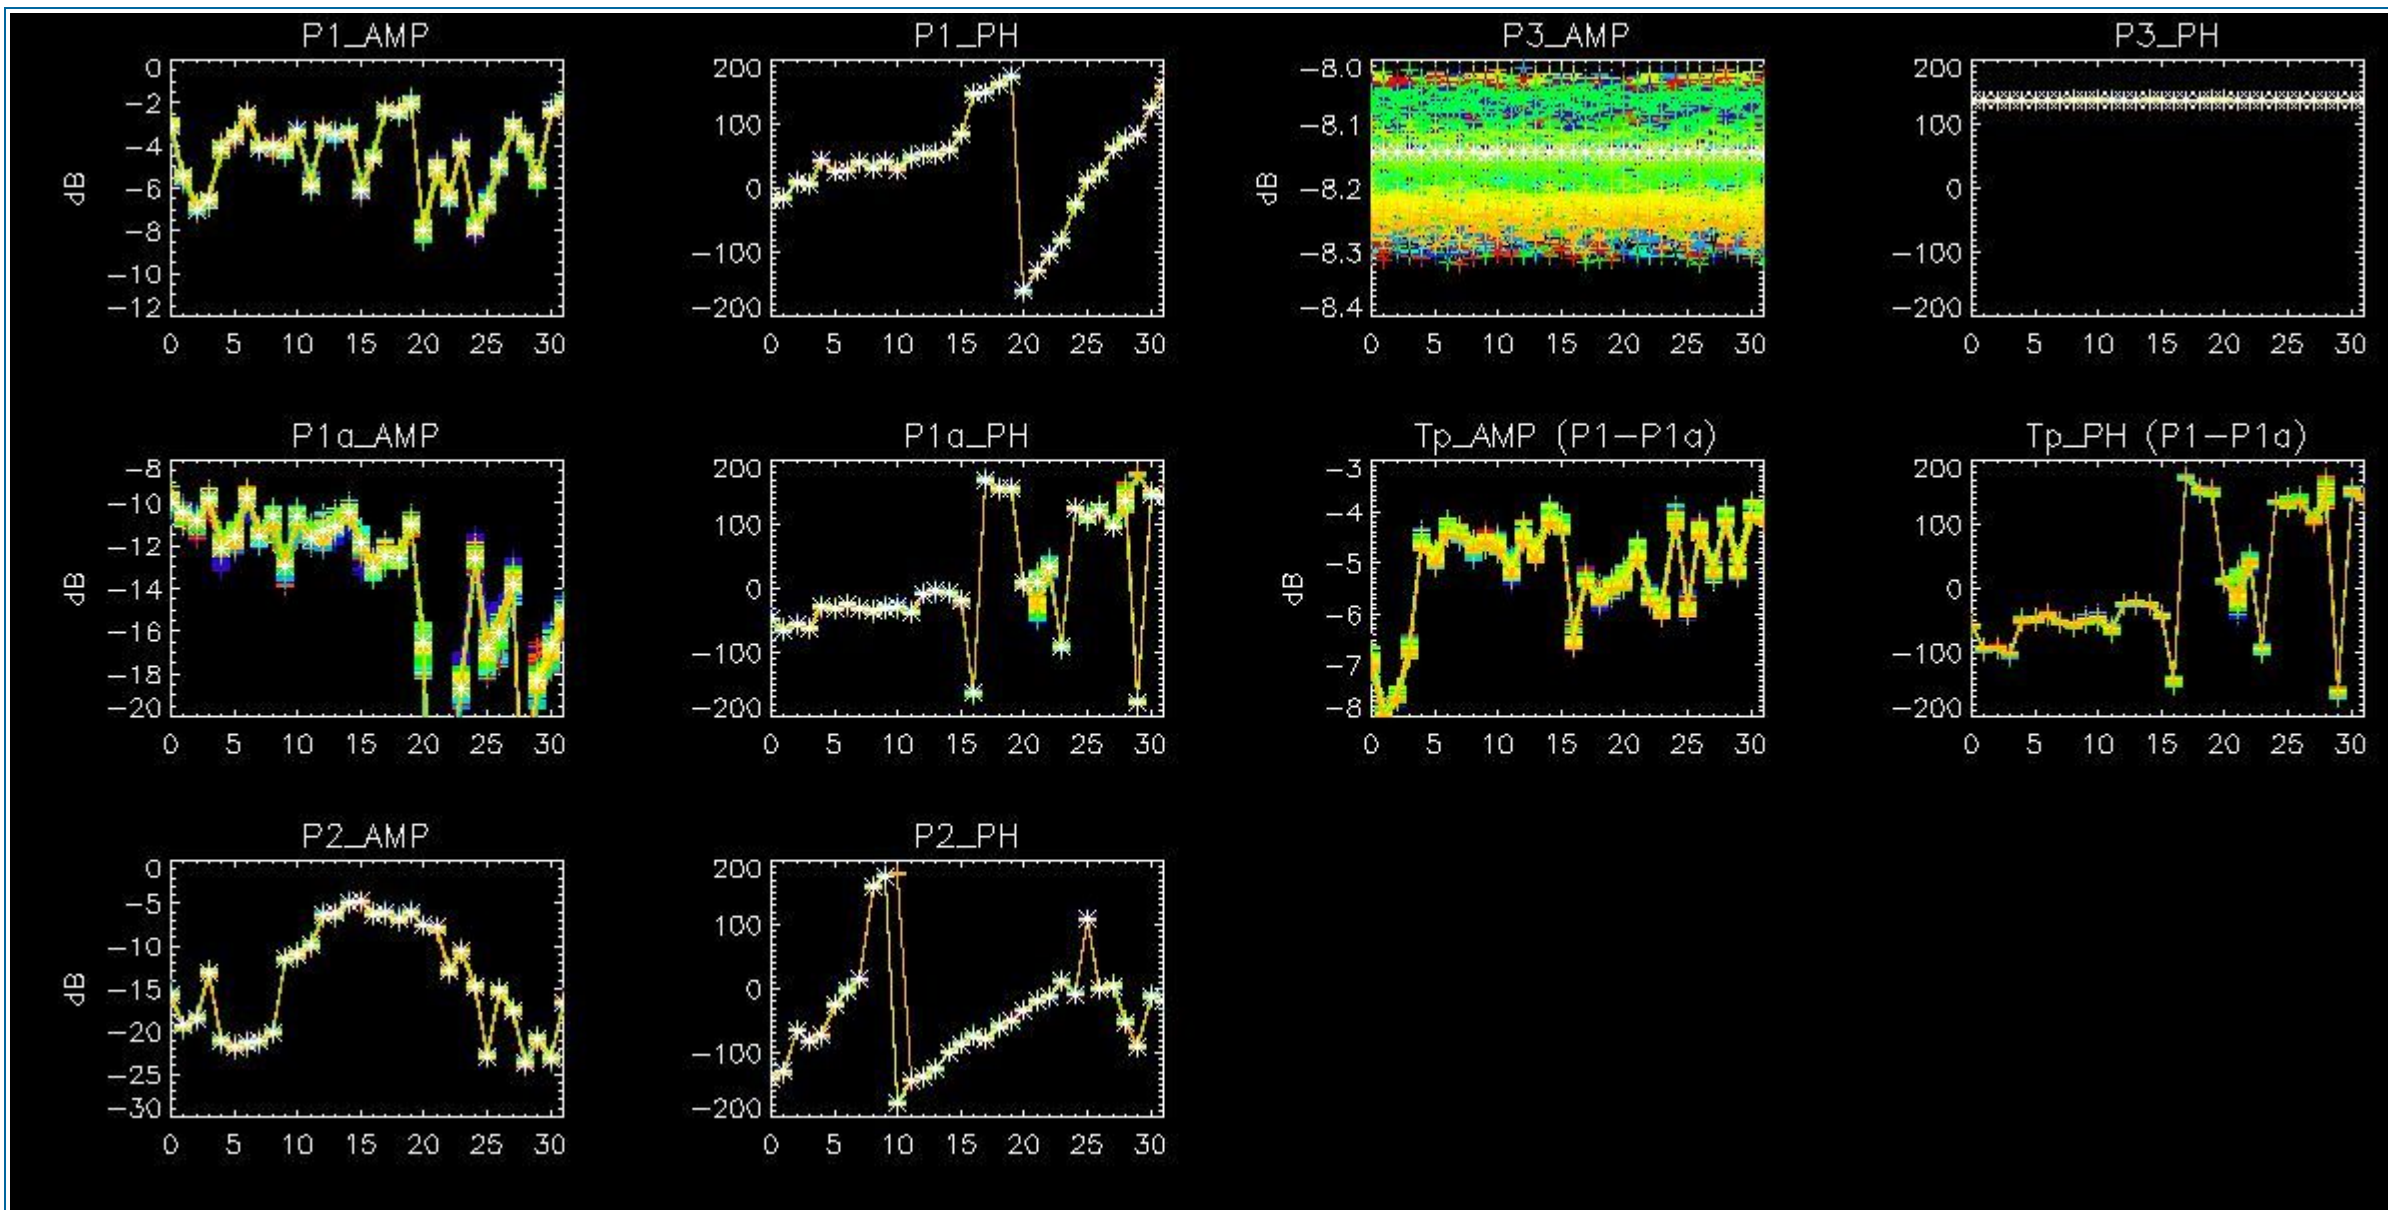 P1_AMP
0
−2
−4
−6
−8
−10
−12
dB
0 5 10 15 20 25 30
P1_PH
200
100
0
−100
−200
0 5 10 15 20 25 30
P3_AMP
−8.0
−8.1
−8.2
−8.3
−8.4
dB
0 5 10 15 20 25 30
P3_PH
200
100
0
−100
−200
0 5 10 15 20 25 30
P1a_AMP
−8
−10
−12
−14
−16
−18
−20
dB
0 5 10 15 20 25 30
P1a_PH
200
100
0
−100
−200
0 5 10 15 20 25 30
Tp_AMP (P1−P1a)
−3
−4
−5
−6
−7
−8
dB
0 5 10 15 20 25 30
Tp_PH (P1−P1a)
200
100
0
−100
−200
0 5 10 15 20 25 30
P2_AMP
0
−5
−10
−15
−20
−25
−30
dB
0 5 10 15 20 25 30
P2_PH
200
100
0
−100
−200
0 5 10 15 20 25 30